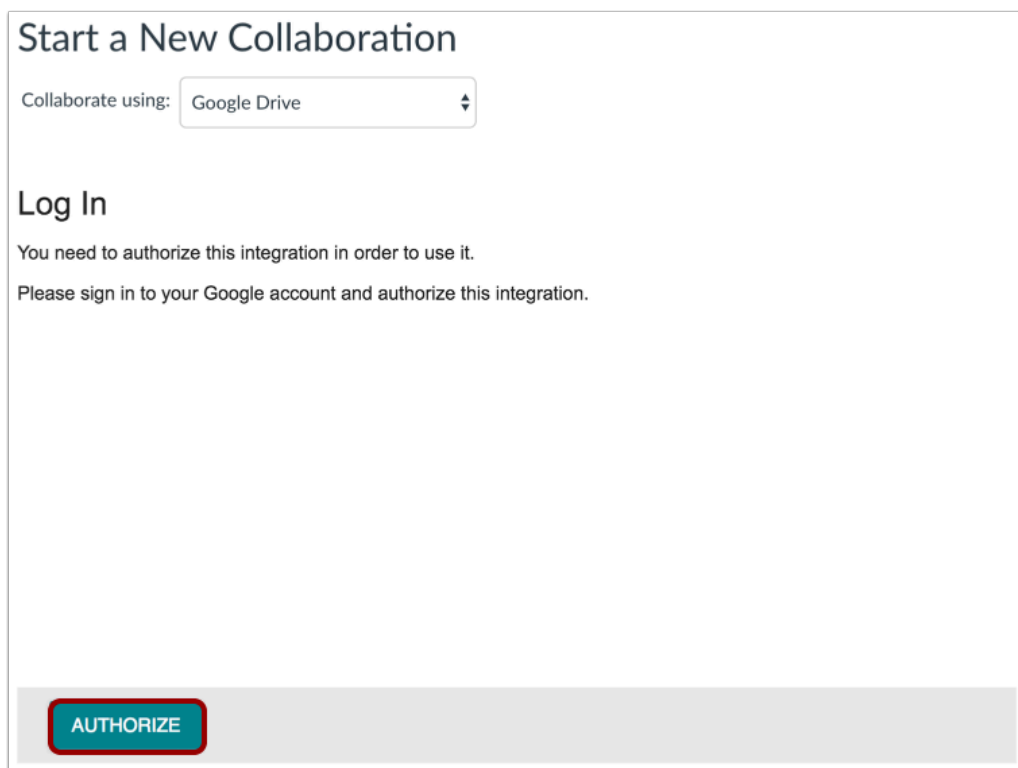 Start a New Collaboration
Collaborate using: Google Drive
Log In
You need to authorize this integration in order to use it.
Please sign in to your Google account and authorize this integration.
AUTHORIZE